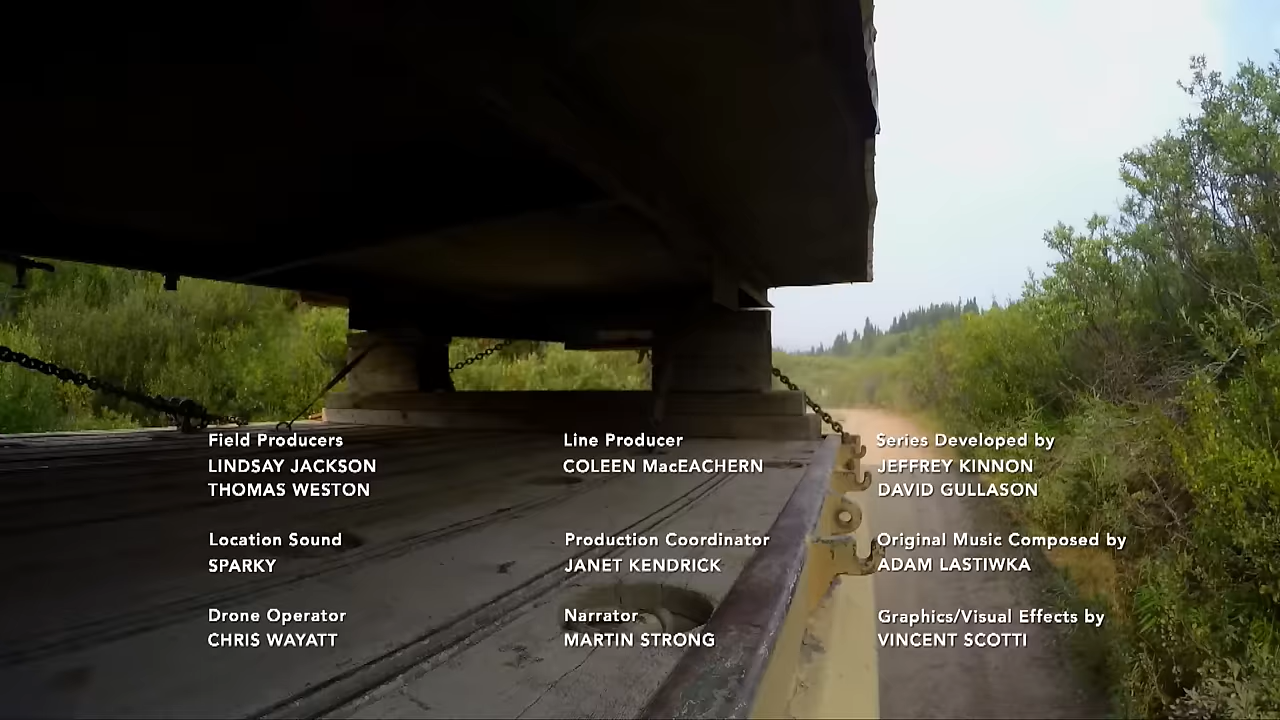 Field Producers
LINDSAY JACKSON
THOMAS WESTON
Location Sound
SPARKY
Drone Operator
CHRIS WAYATT
Line Producer
COLEEN MacEACHERN
Production Coordinator
JANET KENDRICK
Narrator
MARTIN STRONG
Series Developed by
JEFFREY KINNON
DAVID GULLASON
Original Music Composed by
ADAM LASTIWKA
Graphics/Visual Effects by
VINCENT SCOTTI